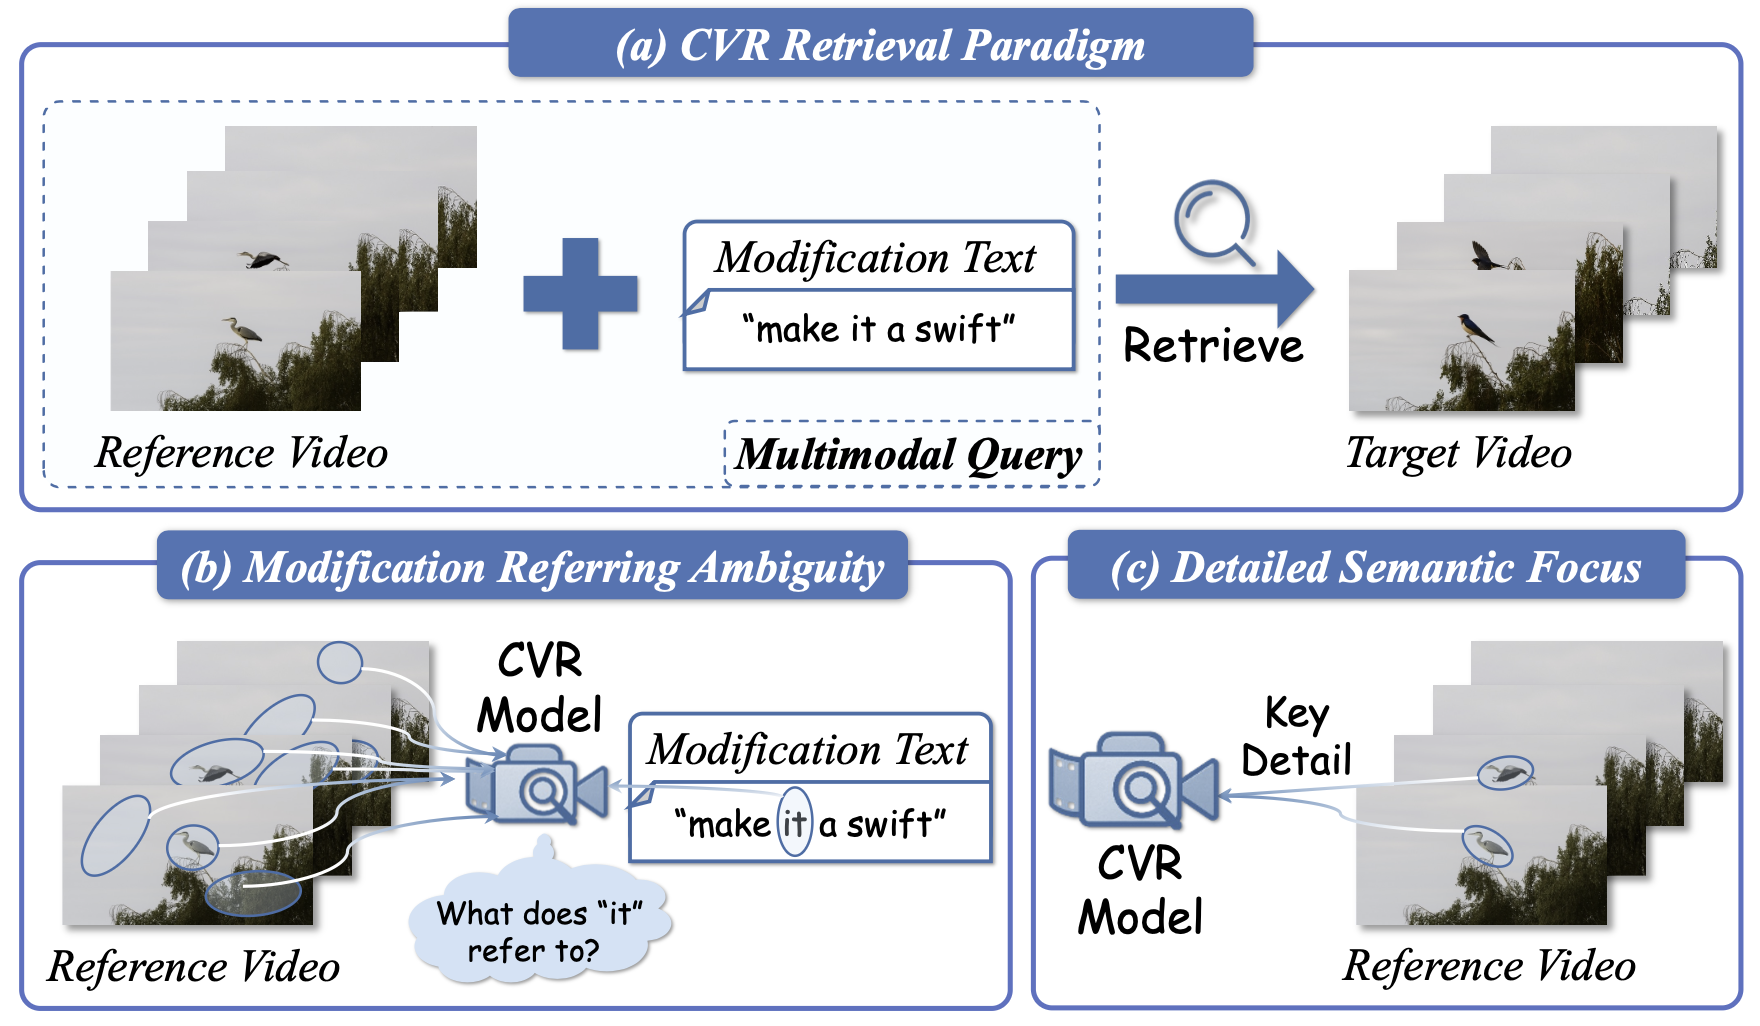 (a) CVR Retrieval Paradigm
Modification Text
“make it a swift”
Retrieve
Reference Video
Multimodal Query
Target Video
(b) Modification Referring Ambiguity
CVR
Model
Modification Text
“make it a swift”
What does “it”
refer to?
Reference Video
(c) Detailed Semantic Focus
Key
Detail
CVR
Model
Reference Video